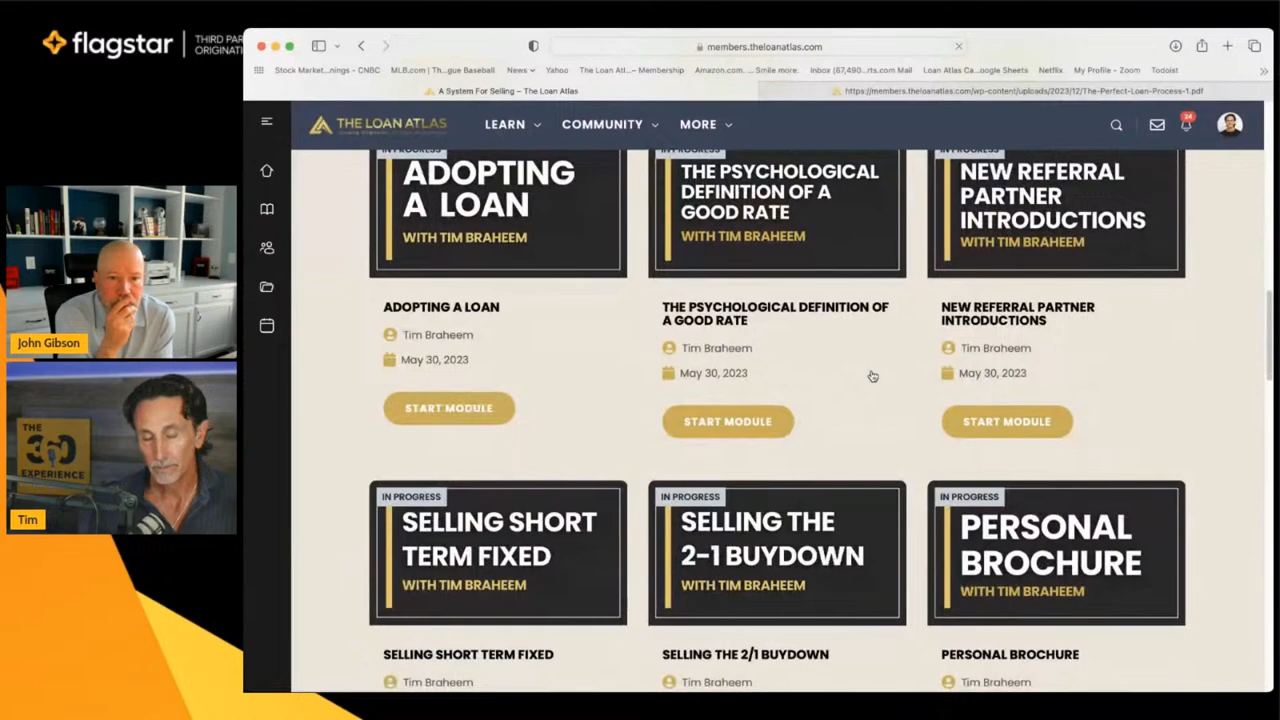 flagstar
THIRD PAR
ORIGINATI
members.theloanatlas.com
Stock Market...nings - CNBC
MLB.com | Th...gue Baseball
News
Yahoo
The Loan Atl... – Membership
Amazon.com.... Smile more.
Inbox (67,490...rts.com Mail
Loan Atlas Ca...oogle Sheets
Netflix
My Profile - Zoom
Todoist
A System For Selling – The Loan Atlas
https://members.theloanatlas.com/wp-content/uploads/2023/12/The-Perfect-Loan-Process-1.pdf
THE LOAN ATLAS
LEARN
COMMUNITY
MORE
24
IN PROGRESS
ADOPTING
A LOAN
WITH TIM BRAHEEM
THE PSYCHOLOGICAL
DEFINITION OF A
GOOD RATE
WITH TIM BRAHEEM
IN PROGRESS
NEW REFERRAL
PARTNER
INTRODUCTIONS
WITH TIM BRAHEEM
ADOPTING A LOAN
Tim Braheem
May 30, 2023
START MODULE
THE PSYCHOLOGICAL DEFINITION OF
A GOOD RATE
Tim Braheem
May 30, 2023
START MODULE
NEW REFERRAL PARTNER
INTRODUCTIONS
Tim Braheem
May 30, 2023
START MODULE
IN PROGRESS
SELLING SHORT
TERM FIXED
WITH TIM BRAHEEM
IN PROGRESS
SELLING THE
2-1 BUYDOWN
WITH TIM BRAHEEM
IN PROGRESS
PERSONAL
BROCHURE
WITH TIM BRAHEEM
SELLING SHORT TERM FIXED
Tim Braheem
SELLING THE 2/1 BUYDOWN
Tim Braheem
PERSONAL BROCHURE
Tim Braheem
John Gibson
THE
360
EXPERIENCE
Tim